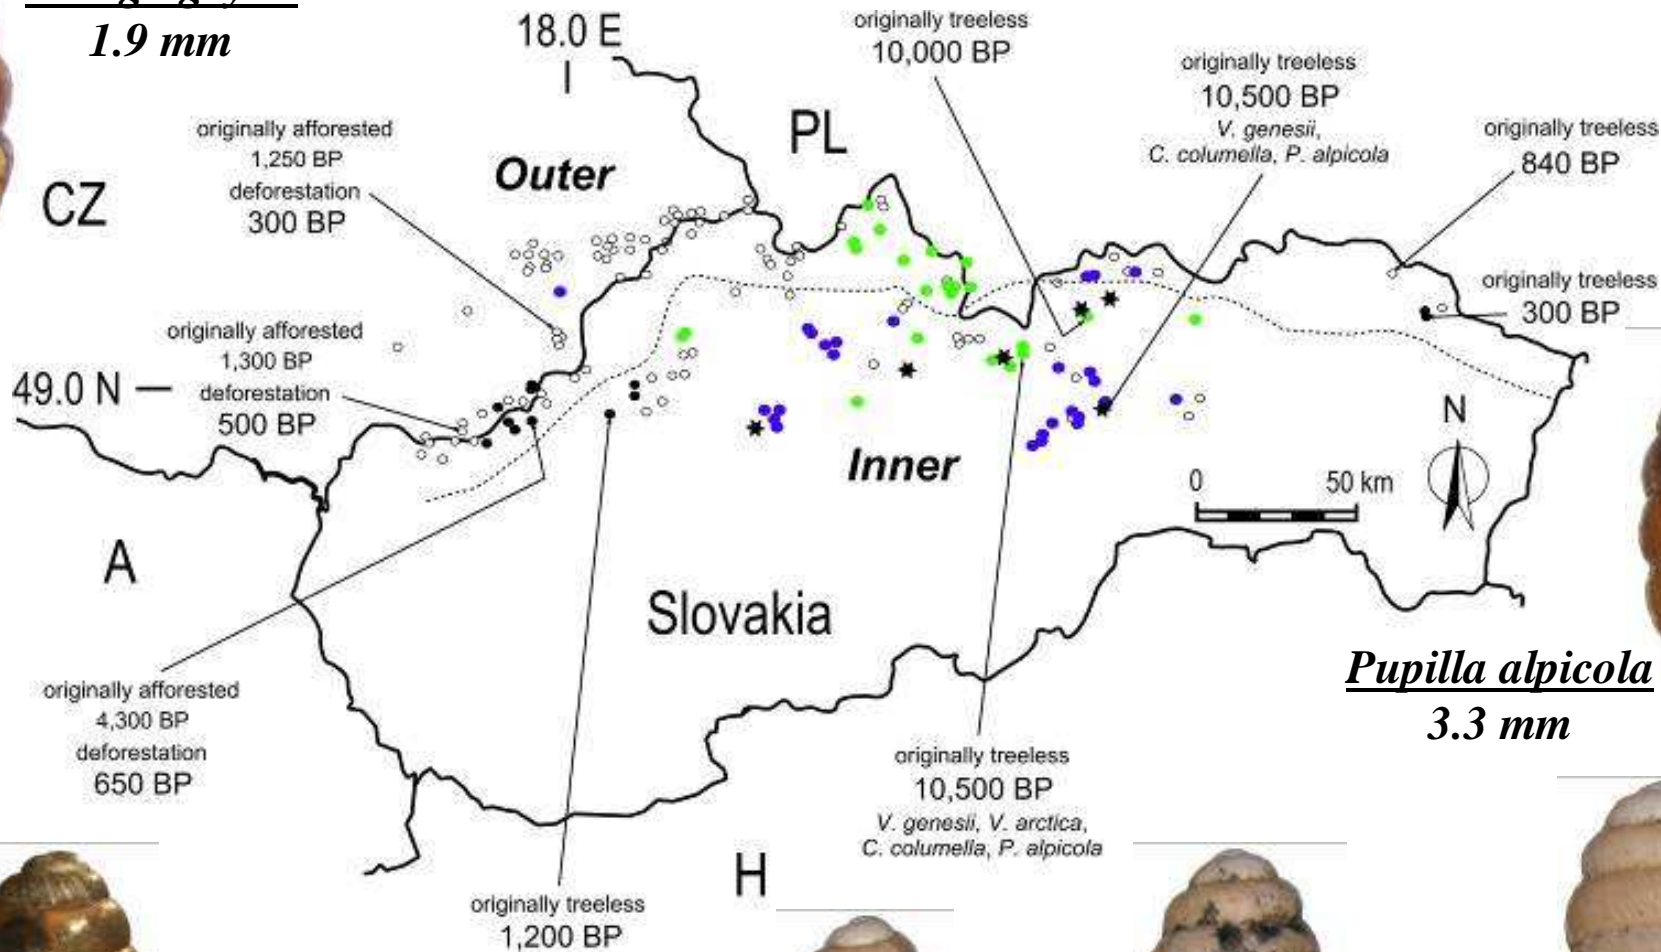 1.9 mm
18.0 E
originally treeless
10,000 BP
originally treeless
10,500 BP
V. genesii,
C. columella, P. alpicola
PL
originally afforested
1,250 BP
deforestation
300 BP
originally treeless
840 BP
Outer
CZ
originally treeless
300 BP
originally afforested
1,300 BP
deforestation
500 BP
49.0 N
N
Inner
0
50 km
A
Slovakia
originally afforested
4,300 BP
deforestation
650 BP
Pupilla alpicola
3.3 mm
originally treeless
10,500 BP
V. genesii, V. arctica,
C. columella, P. alpicola
H
originally treeless
1,200 BP